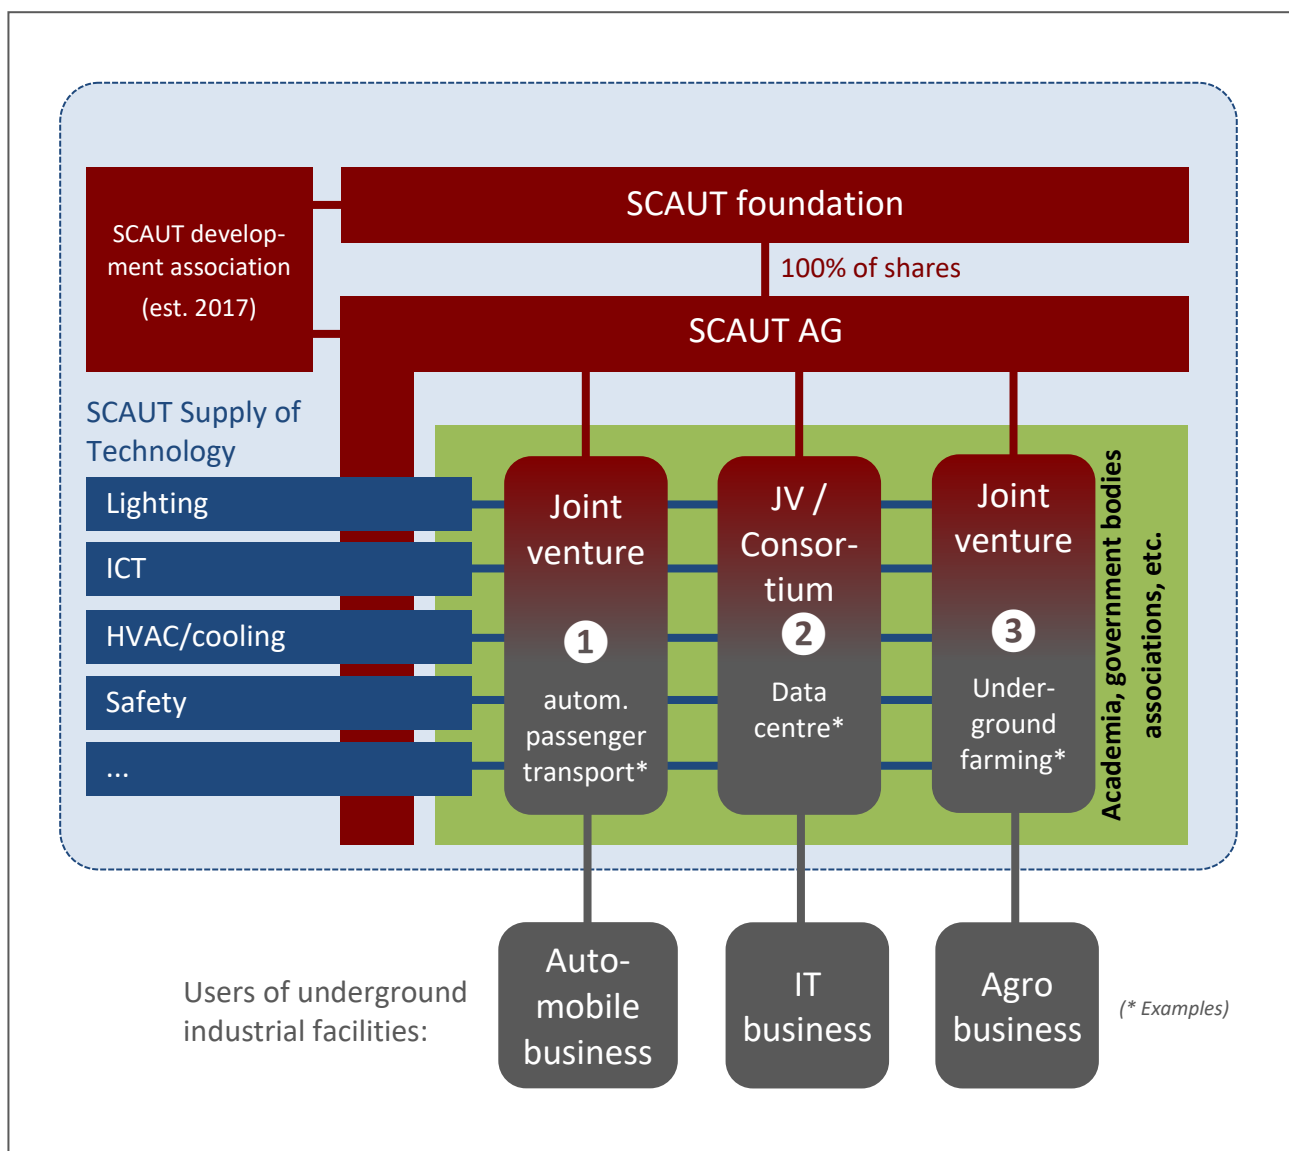 SCAUT foundation
SCAUT develop-
ment association
(est. 2017)
100% of shares
SCAUT AG
SCAUT Supply of
Technology
Lighting
ICT
HVAC/cooling
Safety
...
Joint
venture
1
autom.
passenger
transport*
JV /
Consor-
tium
2
Data
centre*
Joint
venture
3
Under-
ground
farming*
Academia, government bodies
associations, etc.
Users of underground
industrial facilities:
Auto-
mobile
business
IT
business
Agro
business
(* Examples)